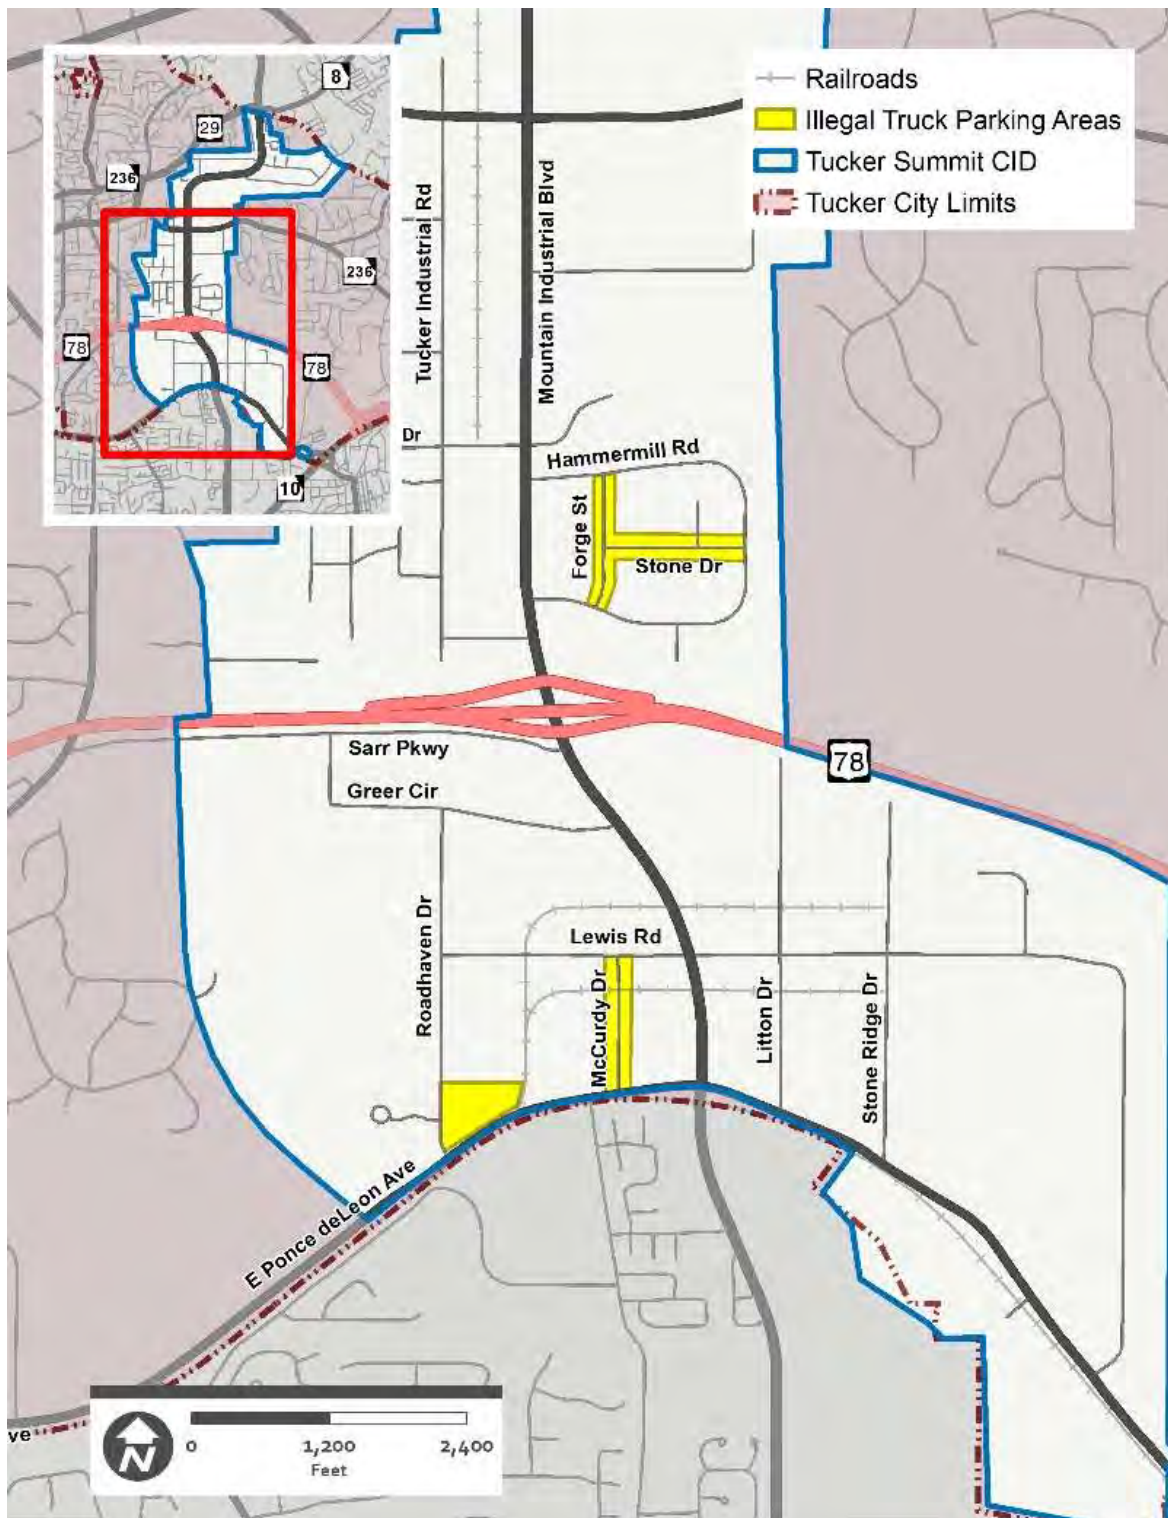 8
29
236
236
78
78
10
Railroads
Illegal Truck Parking Areas
Tucker Summit CID
Tucker City Limits
Tucker Industrial Rd
Mountain Industrial Blvd
Dr
Hammermill Rd
Forge St
Stone Dr
78
Sarr Pkwy
Greer Cir
Roadhaven Dr
Lewis Rd
McCurdy Dr
Litton Dr
Stone Ridge Dr
E Ponce deLeon Ave
ve
N
0 1,200 2,400
Feet